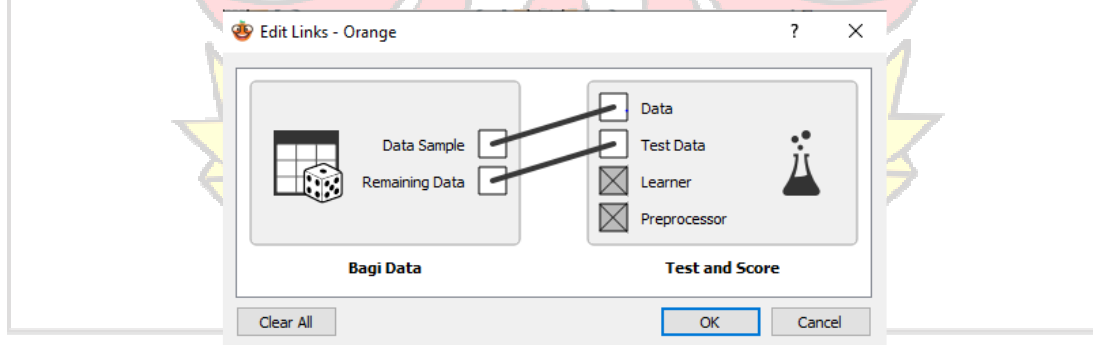 Edit Links - Orange
?
Data
Data Sample
Test Data
Remaining Data
Learner
Preprocessor
Bagi Data
Test and Score
Clear All
OK
Cancel